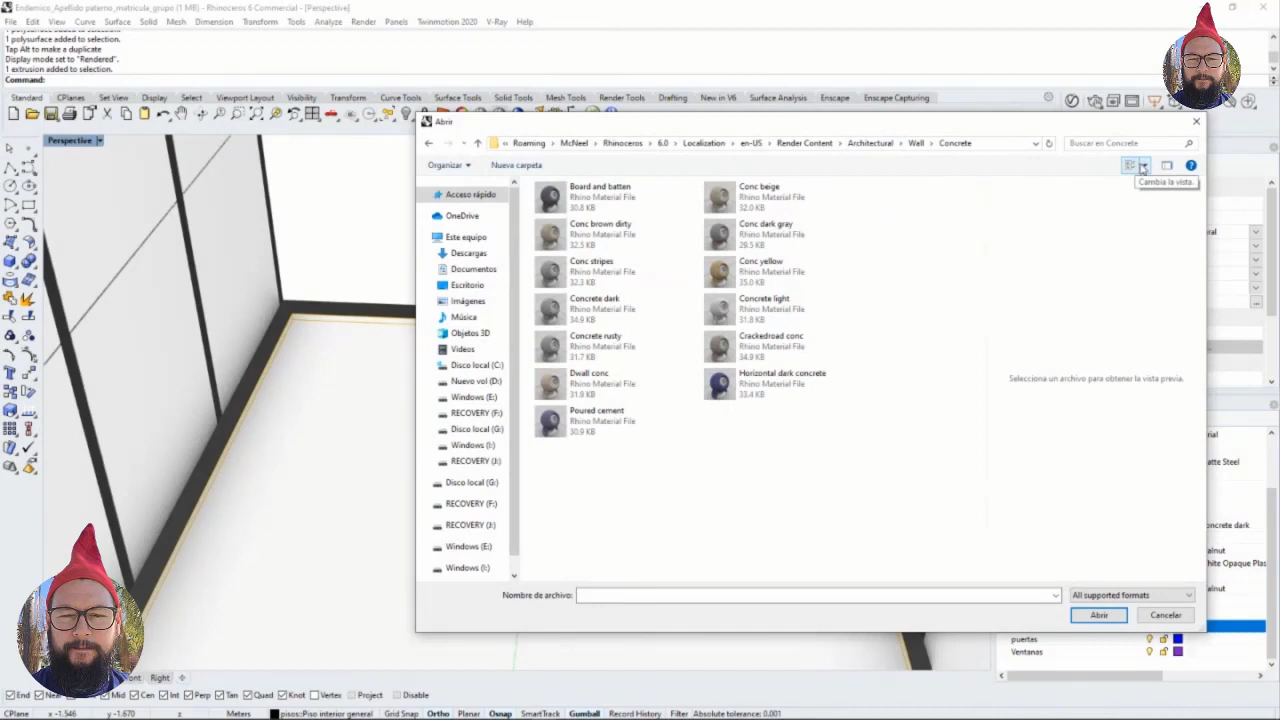 Endemico_Apellido paterno_matricula_grupo (1 MB) - Rhinoceros 6 Commercial - [Perspective]
File Edit View Curve Surface Solid Mesh Dimension Transform Tools Analyze Render Panels Twinmotion 2020 V-Ray Help
1 polysurface added to selection.
Tap Alt to make a duplicate
Display mode set to "Rendered".
1 extrusion added to selection.
Command:
Standard CPlanes Set View Display Select Viewport Layout Visibility Transform Curve Tools Surface Tools Solid Tools Mesh Tools Render Tools Drafting New in V6 Surface Analysis Enscape Enscape Capturing
Perspective
Abrir
« Roaming > McNeel > Rhinoceros > 6.0 > Localization > en-US > Render Content > Architectural > Wall > Concrete
Buscar en Concrete
Organizar
Nueva carpeta
Cambia la vista.
Acceso rápido
OneDrive
Este equipo
Descargas
Documentos
Escritorio
Imágenes
Música
Objetos 3D
Videos
Disco local (C:)
Nuevo vol (D:)
Windows (E:)
RECOVERY (F:)
Disco local (G:)
Windows (I:)
RECOVERY (J:)
Disco local (G:)
RECOVERY (F:)
RECOVERY (J:)
Windows (E:)
Windows (I:)
Board and batten
Rhino Material File
30.8 KB
Conc beige
Rhino Material File
32.0 KB
Conc brown dirty
Rhino Material File
32.5 KB
Conc dark gray
Rhino Material File
29.5 KB
Conc stripes
Rhino Material File
32.3 KB
Conc yellow
Rhino Material File
35.0 KB
Concrete dark
Rhino Material File
34.9 KB
Concrete light
Rhino Material File
31.8 KB
Concrete rusty
Rhino Material File
31.7 KB
Crackedroad conc
Rhino Material File
34.9 KB
Dwall conc
Rhino Material File
31.9 KB
Horizontal dark concrete
Rhino Material File
33.4 KB
Poured cement
Rhino Material File
30.9 KB
Selecciona un archivo para obtener la vista previa.
Nombre de archivo:
All supported formats
Abrir
Cancelar
puertas
Ventanas
Right
End Mid Cen Int Perp Tan Quad Knot Vertex Project Disable
CPlane x -1.546 y -1.670 z Meters pisos::Piso interior general Grid Snap Ortho Planar Osnap SmartTrack Gumball Record History Filter Absolute tolerance: 0.001